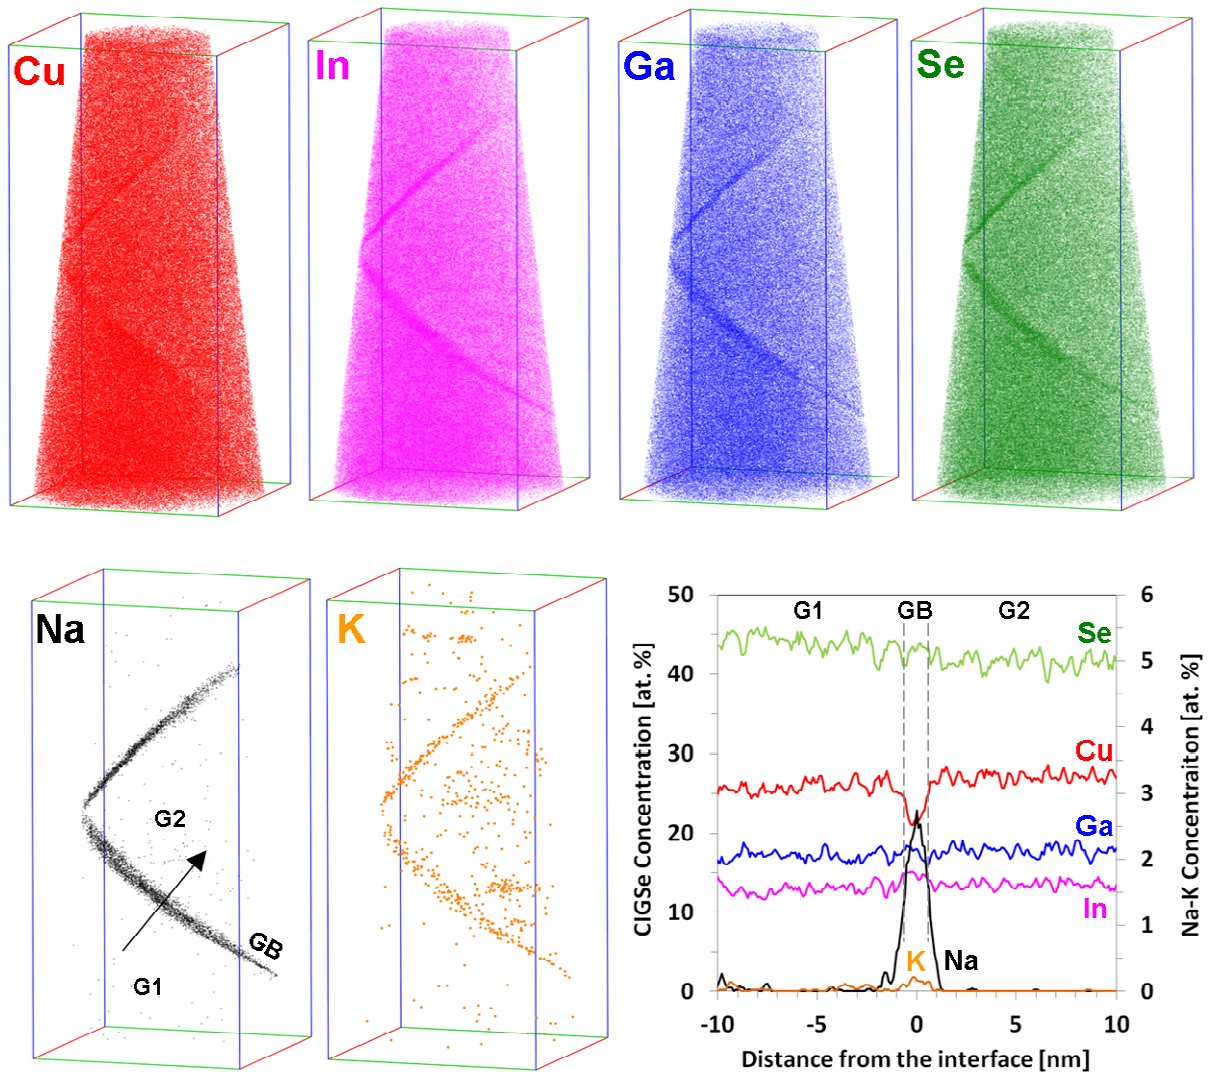 Cu
In
Ga
Se
Na
G2
GB
G1
K
50
6
G1
GB
G2
Se
5
40
4
30
Cu
3
20
Ga
2
In
10
1
K
Na
0
0
-10
-5
0
5
10
CIGSe Concentration [at. %]
Na-K Concentraiton [at. %]
Distance from the interface [nm]